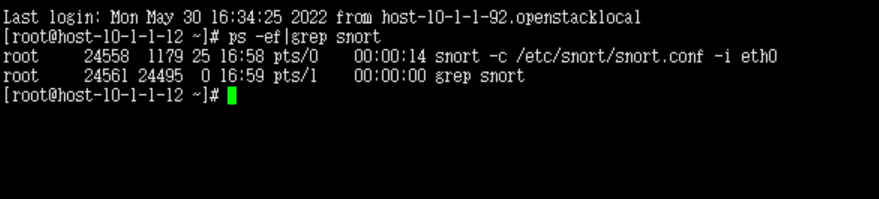 Last login: Mon May 30 16:34:25 2022 from host-10-1-1-92.openstacklocal
[root@host-10-1-1-12 ~]# ps -ef|grep snort
root     24558  1179 25 16:58 pts/0    00:00:14 snort -c /etc/snort/snort.conf -i eth0
root     24561 24495  0 16:59 pts/1    00:00:00 grep snort
[root@host-10-1-1-12 ~]#